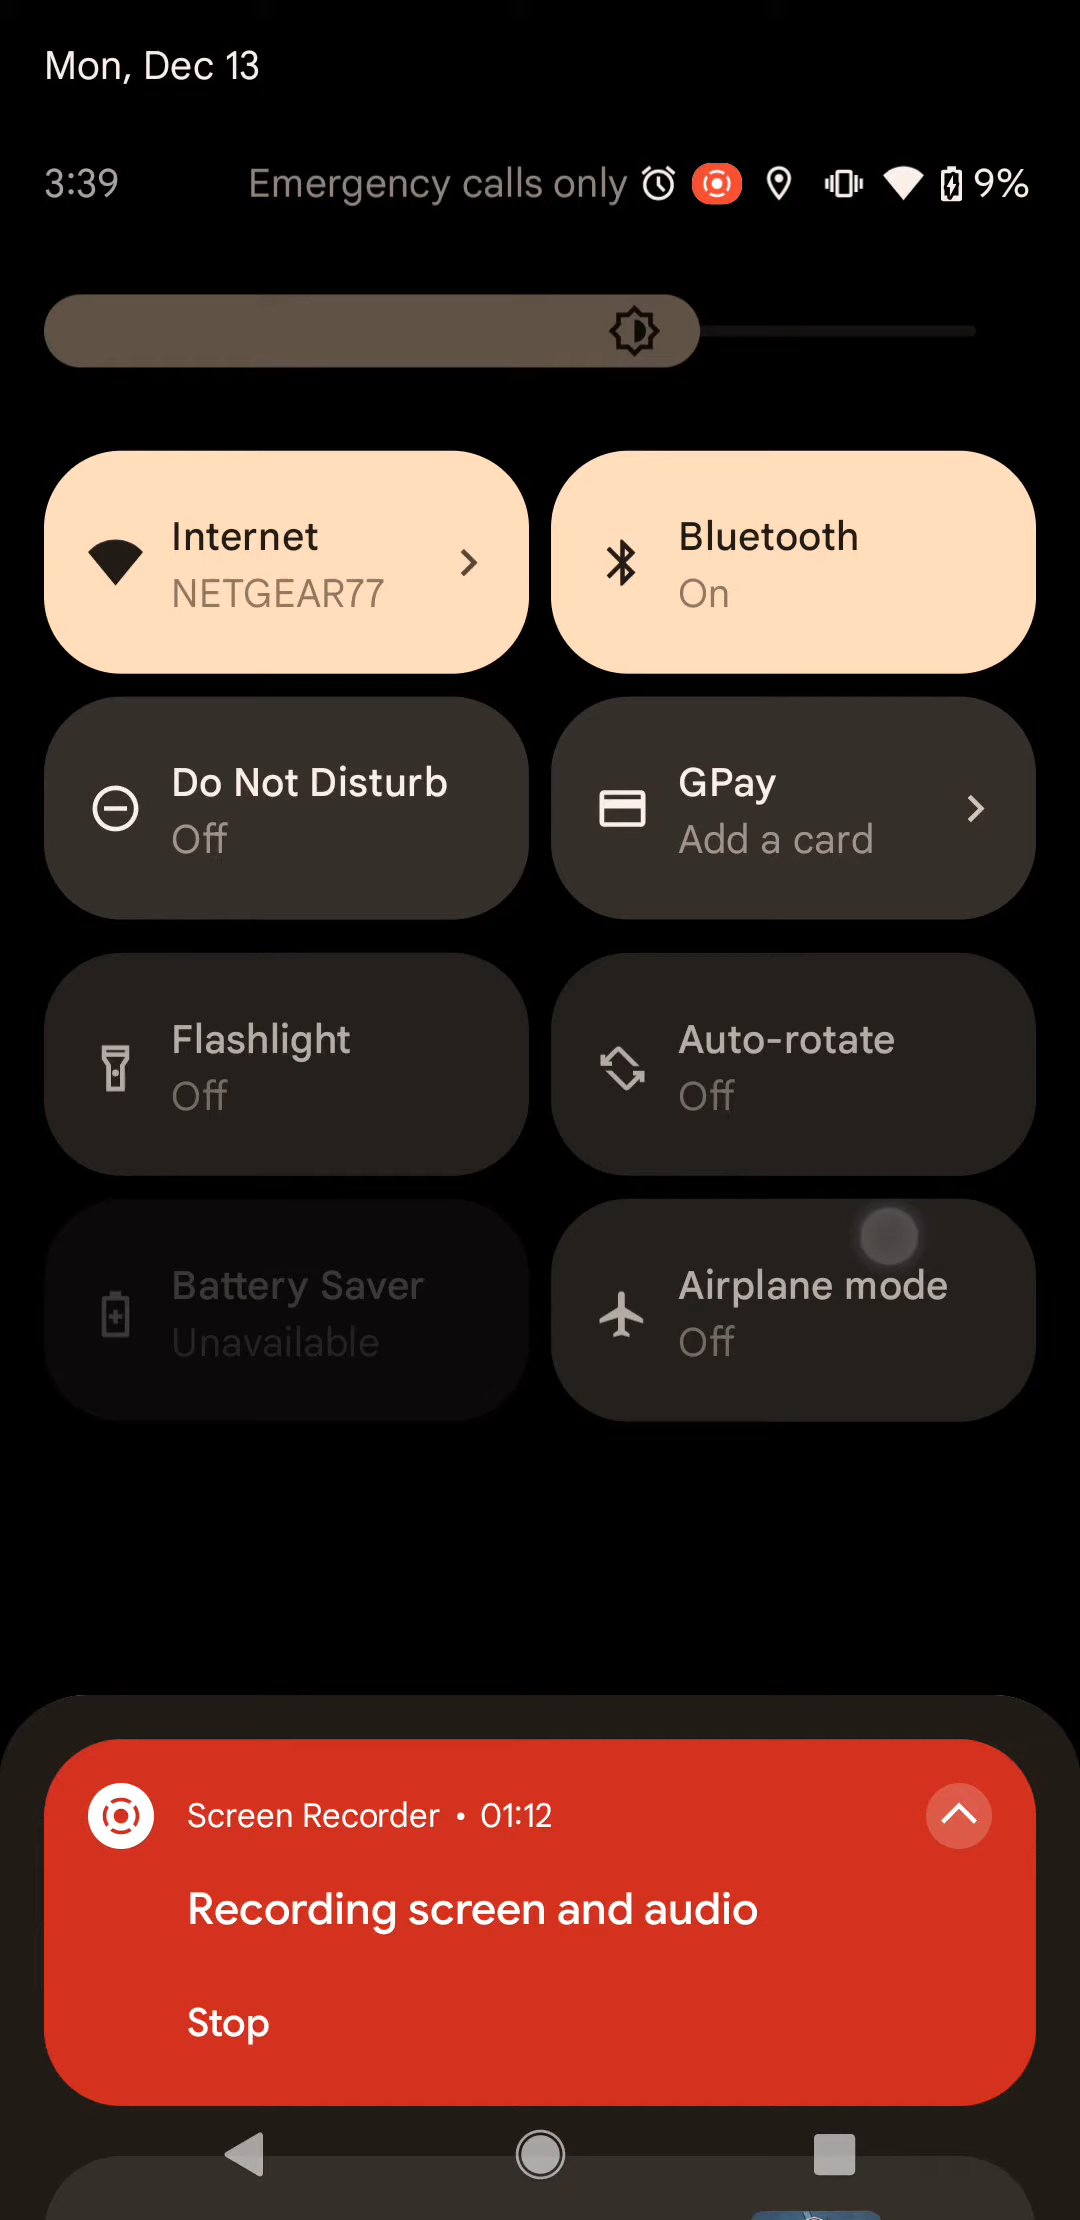 Mon, Dec 13
3:39 Emergency calls only 9%
Internet
NETGEAR77
Bluetooth
On
Do Not Disturb
Off
GPay
Add a card
Flashlight
Off
Auto-rotate
Off
Battery Saver
Unavailable
Airplane mode
Off
Screen Recorder • 01:12
Recording screen and audio
Stop